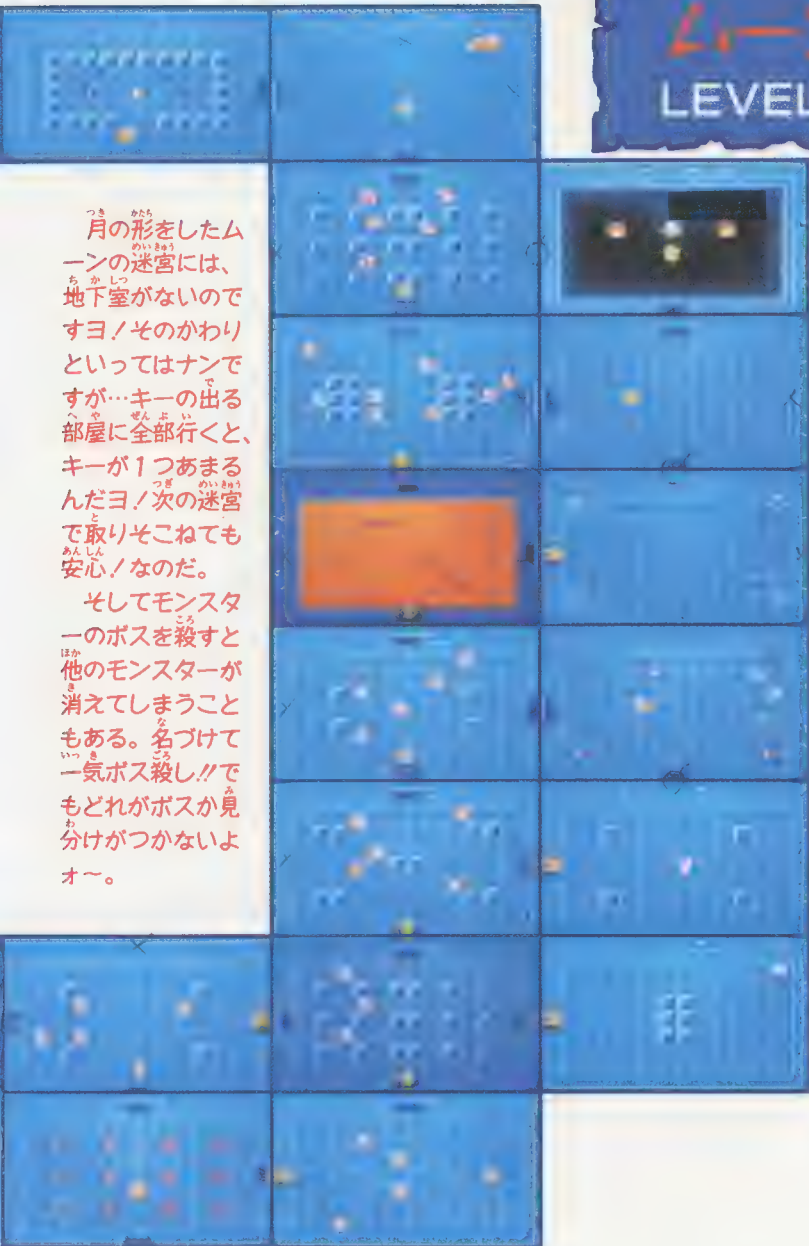 ムー
LEVEL
月の形をしたム
ーンの迷宮には、
地下室がないので
すヨ!そのかわり
といってはナンで
すが…キーの出る
部屋に全部行くと、
キーが1つあまる
んだヨ!次の迷宮
で取りそこねても
安心!なのだ。
そしてモンスタ
ーのボスを殺すと
他のモンスターが
消えてしまうこと
もある。名づけて
一気ボス殺し!!で
もどれがボスか見
分けがつかないよ
ォ〜。